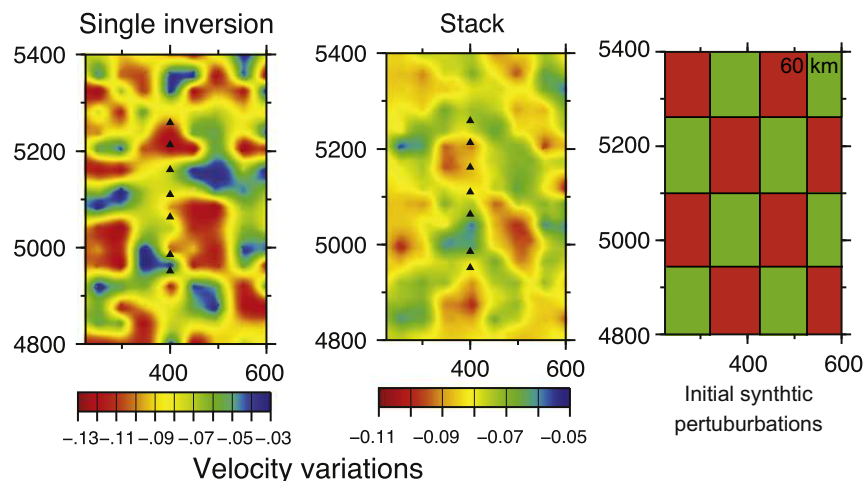 Single inversion
Stack
5400
5200
5000
4800
400 600
5400
5200
5000
4800
400 600
5400
5200
5000
4800
60 km
400 600
Initial synthtic
pertuburbations
-.13-.11-.09-.07-.05-.03
-0.11 -0.09 -0.07 -0.05
Velocity variations